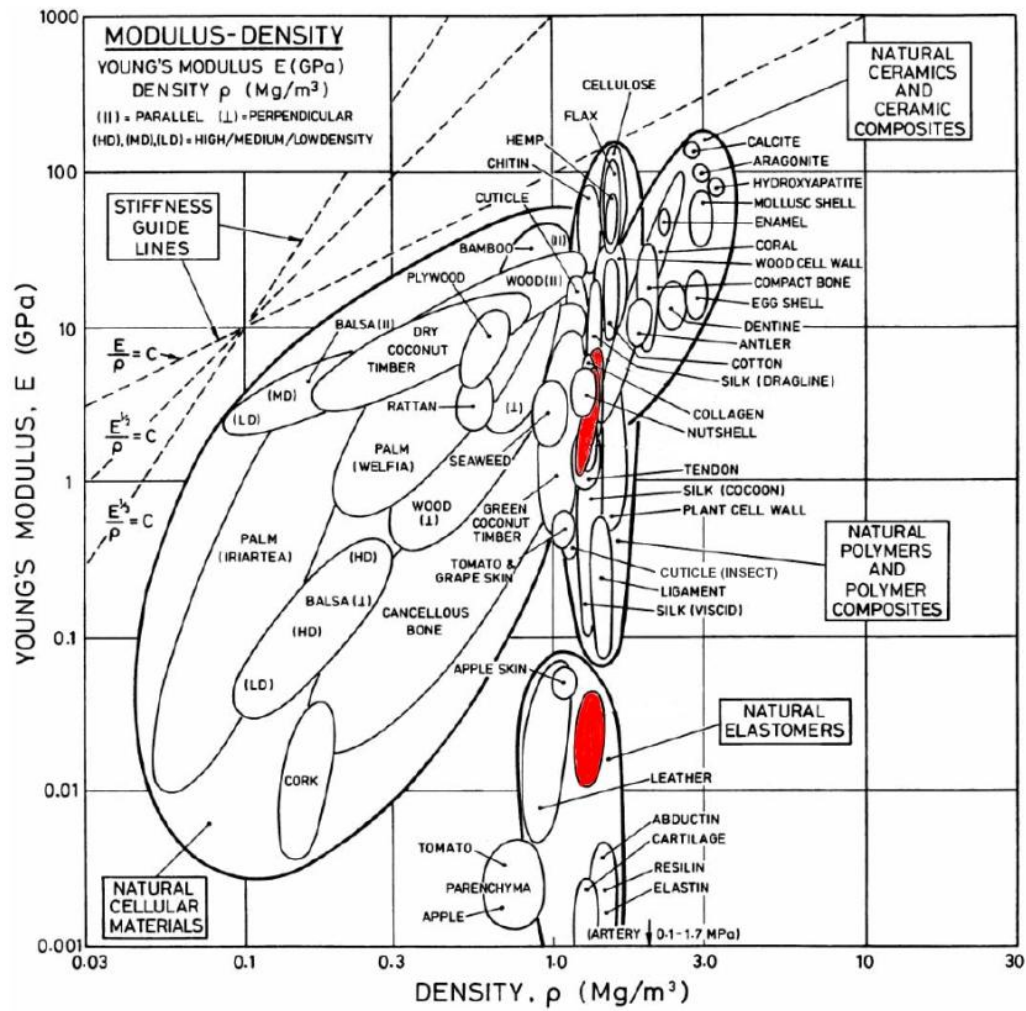 MODULUS-DENSITY
YOUNG'S MODULUS E (GPa)
DENSITY ρ (Mg/m³)
(II) = PARALLEL (⊥) = PERPENDICULAR
(HD), (MD), (LD) = HIGH/MEDIUM/LOW DENSITY
STIFFNESS
GUIDE
LINES
E/ρ = C
E^½/ρ = C
E^⅓/ρ = C
1000
100
10
1
0.1
0.01
0.001
YOUNG'S MODULUS, E (GPa)
0.03
0.1
0.3
1.0
3.0
10
30
DENSITY, ρ (Mg/m³)
NATURAL
CERAMICS
AND
CERAMIC
COMPOSITES
CELLULOSE
FLAX
HEMP
CHITIN
CUTICLE
BAMBOO
(II)
PLYWOOD
WOOD (II)
BALSA (II)
DRY
COCONUT
TIMBER
(MD)
(LD)
RATTAN
(⊥)
PALM
(WELFIA)
SEAWEED
WOOD
(⊥)
GREEN
COCONUT
TIMBER
PALM
(IRIARTEA)
(HD)
TOMATO &
GRAPE SKIN
BALSA (⊥)
(HD)
CANCELLOUS
BONE
(LD)
CORK
CALCITE
ARAGONITE
HYDROXYAPATITE
MOLLUSC SHELL
ENAMEL
CORAL
WOOD CELL WALL
COMPACT BONE
EGG SHELL
DENTINE
ANTLER
COTTON
SILK (DRAGLINE)
COLLAGEN
NUTSHELL
TENDON
SILK (COCOON)
PLANT CELL WALL
CUTICLE (INSECT)
LIGAMENT
SILK (VISCID)
NATURAL
POLYMERS
AND
POLYMER
COMPOSITES
APPLE SKIN
NATURAL
ELASTOMERS
LEATHER
ABDUCTIN
CARTILAGE
RESILIN
ELASTIN
TOMATO
PARENCHYMA
APPLE
(ARTERY 0.1-1.7 MPa)
NATURAL
CELLULAR
MATERIALS